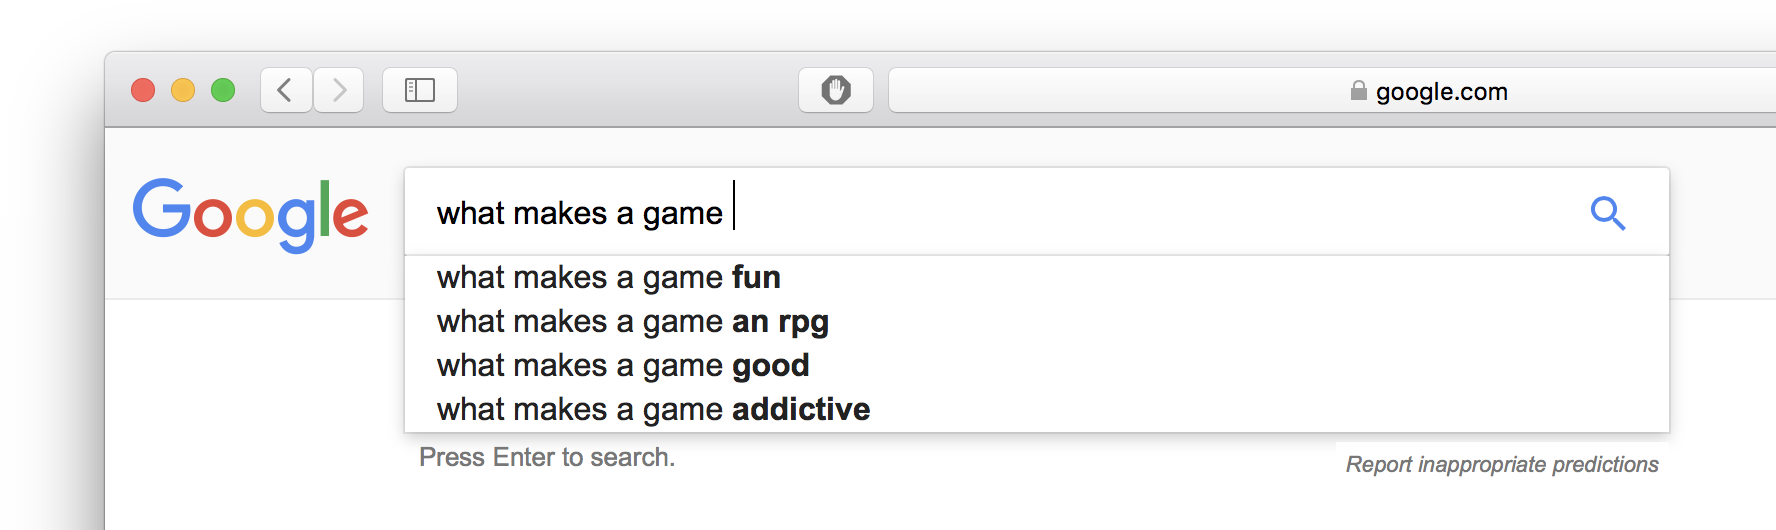 google.com
Google
what makes a game
what makes a game fun
what makes a game an rpg
what makes a game good
what makes a game addictive
Press Enter to search.
Report inappropriate predictions